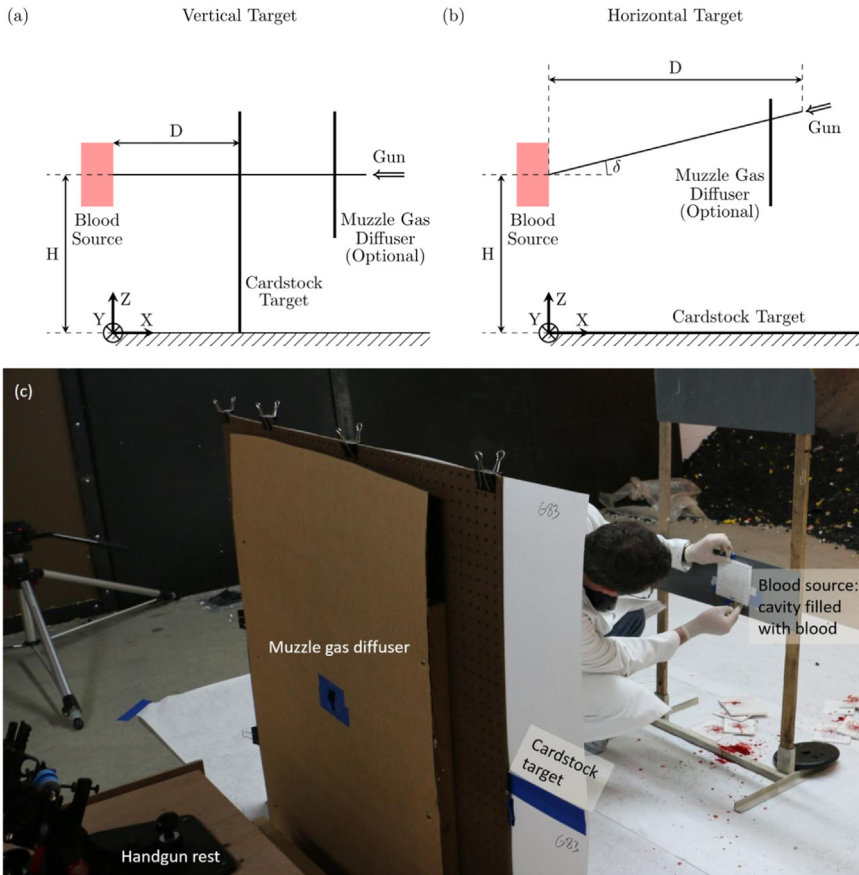 (a)
Vertical Target
D
Gun
Blood
Source
Muzzle Gas
Diffuser
(Optional)
H
Cardstock
Target
Z
Y
X
(b)
Horizontal Target
D
Gun
δ
Muzzle Gas
Diffuser
(Optional)
Blood
Source
H
Z
Y
X
Cardstock Target
(c)
G83
Blood source:
cavity filled
with blood
Muzzle gas diffuser
Cardstock
target
G83
Handgun rest